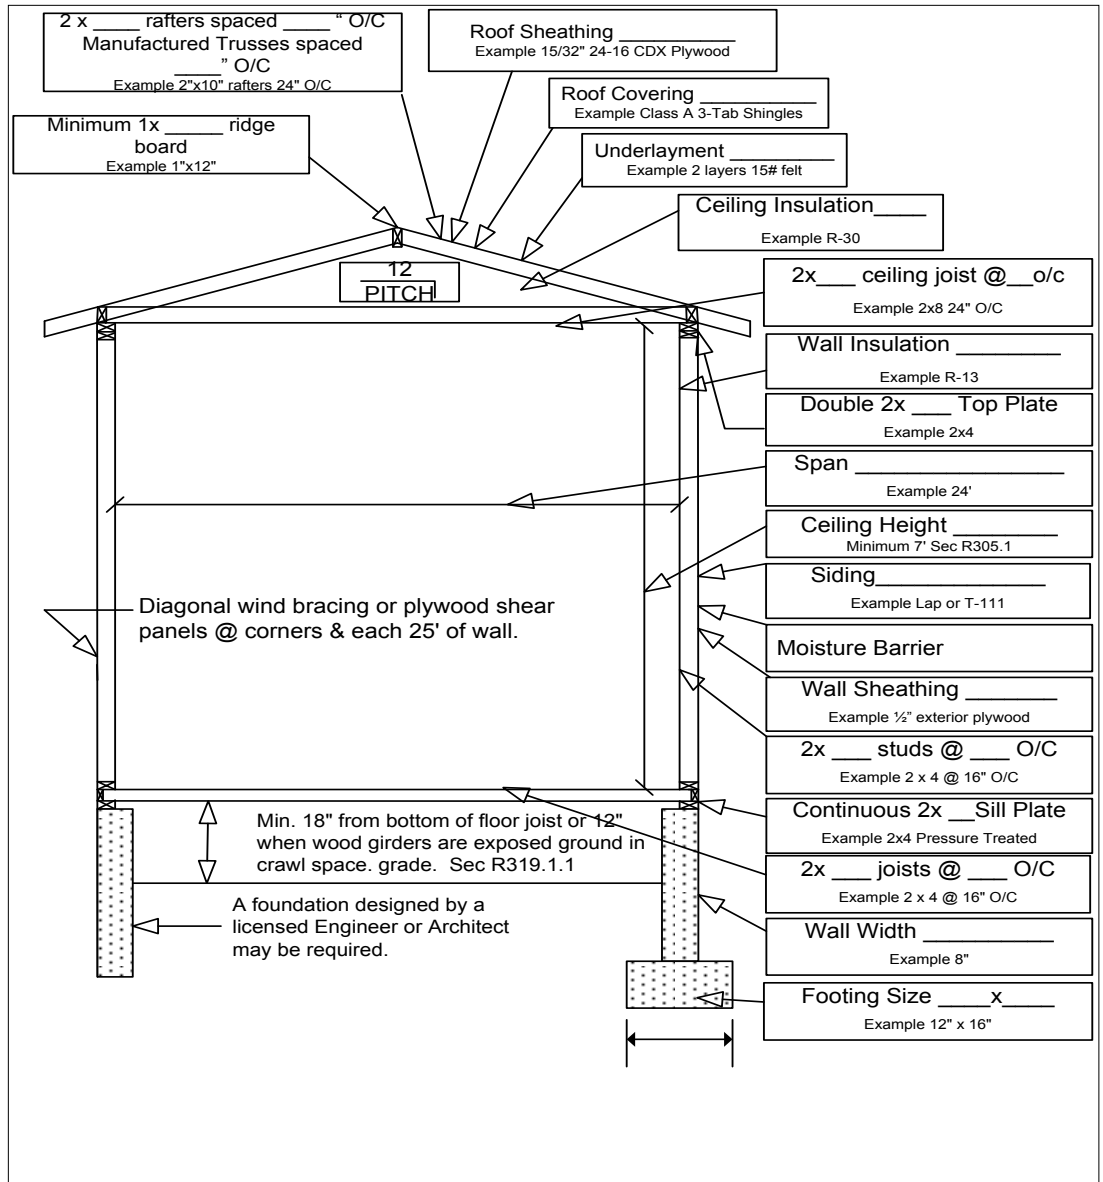 2 x ____ rafters spaced ____ “ O/C
Manufactured Trusses spaced
____” O/C
Example 2"x10" rafters 24" O/C
Roof Sheathing __________
Example 15/32" 24-16 CDX Plywood
Roof Covering __________
Example Class A 3-Tab Shingles
Minimum 1x _____ ridge
board
Example 1"x12"
Underlayment _________
Example 2 layers 15# felt
Ceiling Insulation____
Example R-30
12
PITCH
2x___ ceiling joist @__o/c
Example 2x8 24" O/C
Wall Insulation ________
Example R-13
Double 2x ___ Top Plate
Example 2x4
Span ________________
Example 24'
Ceiling Height ________
Minimum 7' Sec R305.1
Siding_____________
Example Lap or T-111
Diagonal wind bracing or plywood shear
panels @ corners & each 25' of wall.
Moisture Barrier
Wall Sheathing _______
Example ½” exterior plywood
2x ___ studs @ ___ O/C
Example 2 x 4 @ 16" O/C
Continuous 2x __Sill Plate
Example 2x4 Pressure Treated
Min. 18" from bottom of floor joist or 12"
when wood girders are exposed ground in
crawl space. grade.  Sec R319.1.1
2x ___ joists @ ___ O/C
Example 2 x 4 @ 16" O/C
A foundation designed by a
licensed Engineer or Architect
may be required.
Wall Width __________
Example 8"
Footing Size ____x____
Example 12" x 16"